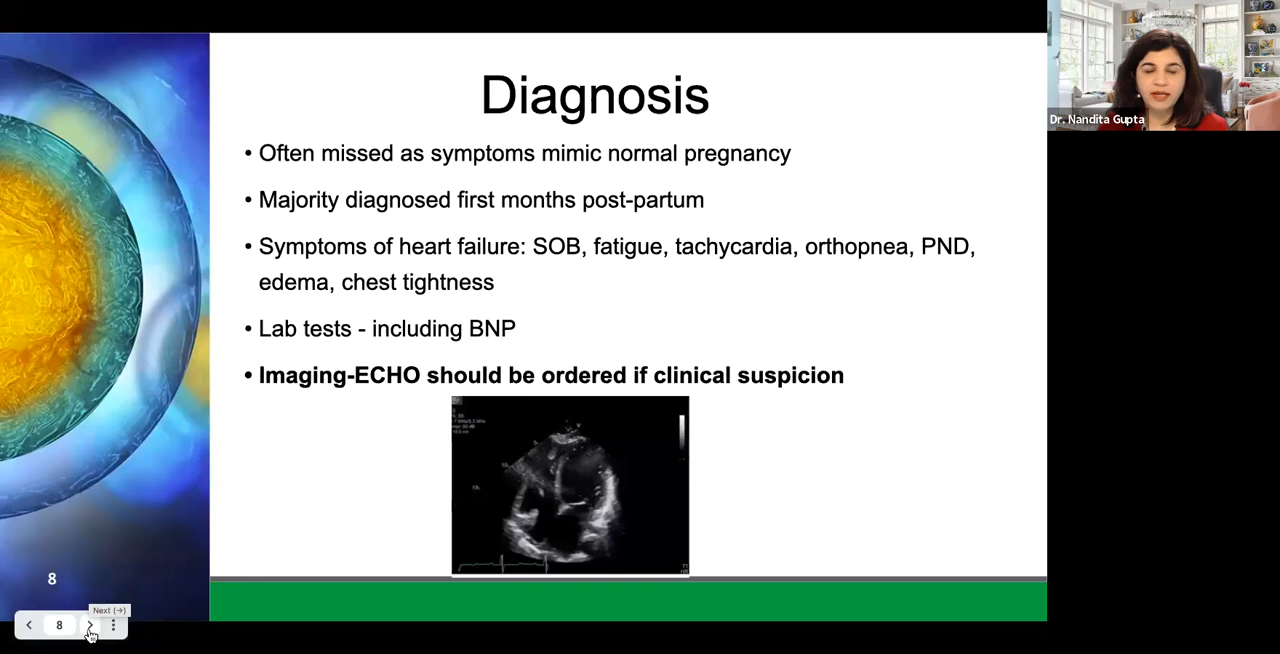 Diagnosis
• Often missed as symptoms mimic normal pregnancy
• Majority diagnosed first months post-partum
• Symptoms of heart failure: SOB, fatigue, tachycardia, orthopnea, PND,
edema, chest tightness
• Lab tests - including BNP
• Imaging-ECHO should be ordered if clinical suspicion
8
Next (→)
8
Dr. Nandita Gupta